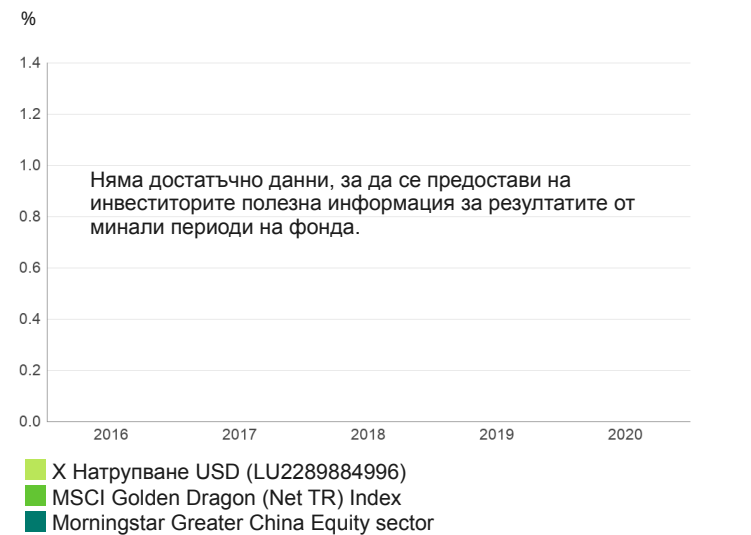 %
1.4
1.2
1.0
Няма достатъчно данни, за да се предостави на
инвеститорите полезна информация за резултатите от
минали периоди на фонда.
0.8
0.6
0.4
0.2
0.0
2016 2017 2018 2019 2020
X Натрупване USD (LU2289884996)
MSCI Golden Dragon (Net TR) Index
Morningstar Greater China Equity sector